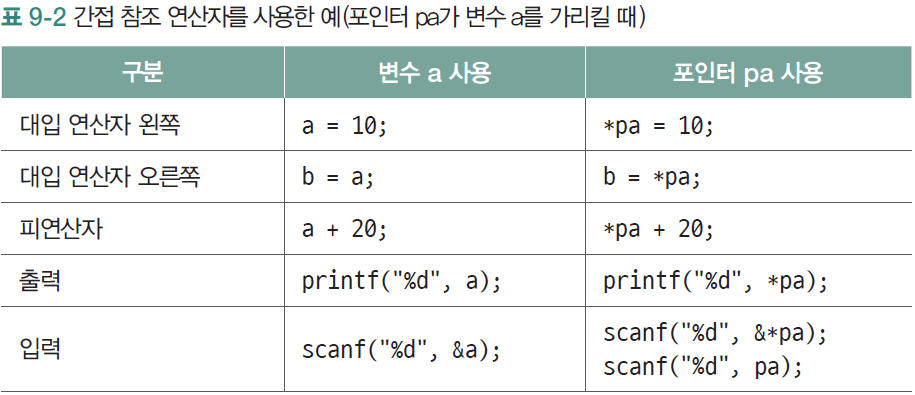 표 9-2 간접 참조 연산자를 사용한 예(포인터 pa가 변수 a를 가리킬 때)
구분 변수 a 사용 포인터 pa 사용
대입 연산자 왼쪽 a = 10; *pa = 10;
대입 연산자 오른쪽 b = a; b = *pa;
피연산자 a + 20; *pa + 20;
출력 printf("%d", a); printf("%d", *pa);
입력 scanf("%d", &a); scanf("%d", &*pa);
scanf("%d", pa);